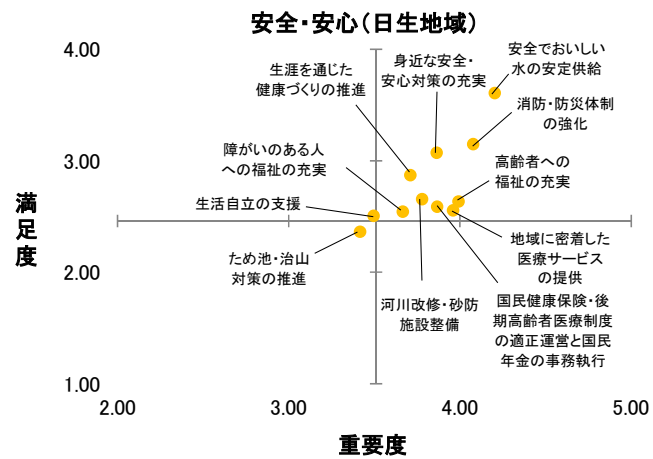 安全・安心（日生地域）
4.00
3.00
2.00
1.00
2.00
3.00
4.00
5.00
満足度
重要度
安全でおいしい
水の安定供給
身近な安全・
安心対策の充実
生涯を通じた
健康づくりの推進
消防・防災体制
の強化
障がいのある人
への福祉の充実
高齢者への
福祉の充実
生活自立の支援
ため池・治山
対策の推進
地域に密着した
医療サービス
の提供
河川改修・砂防
施設整備
国民健康保険・後
期高齢者医療制度
の適正運営と国民
年金の事務執行